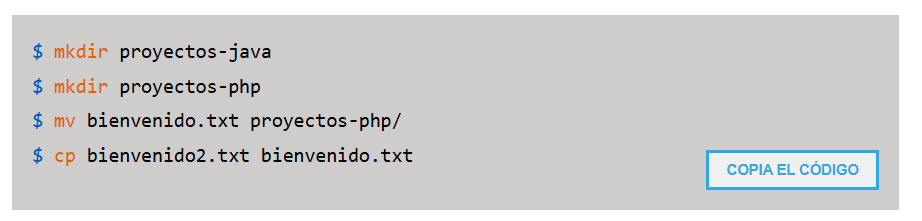 $ mkdir proyectos-java
$ mkdir proyectos-php
$ mv bienvenido.txt proyectos-php/
$ cp bienvenido2.txt bienvenido.txt
COPIA EL CÓDIGO